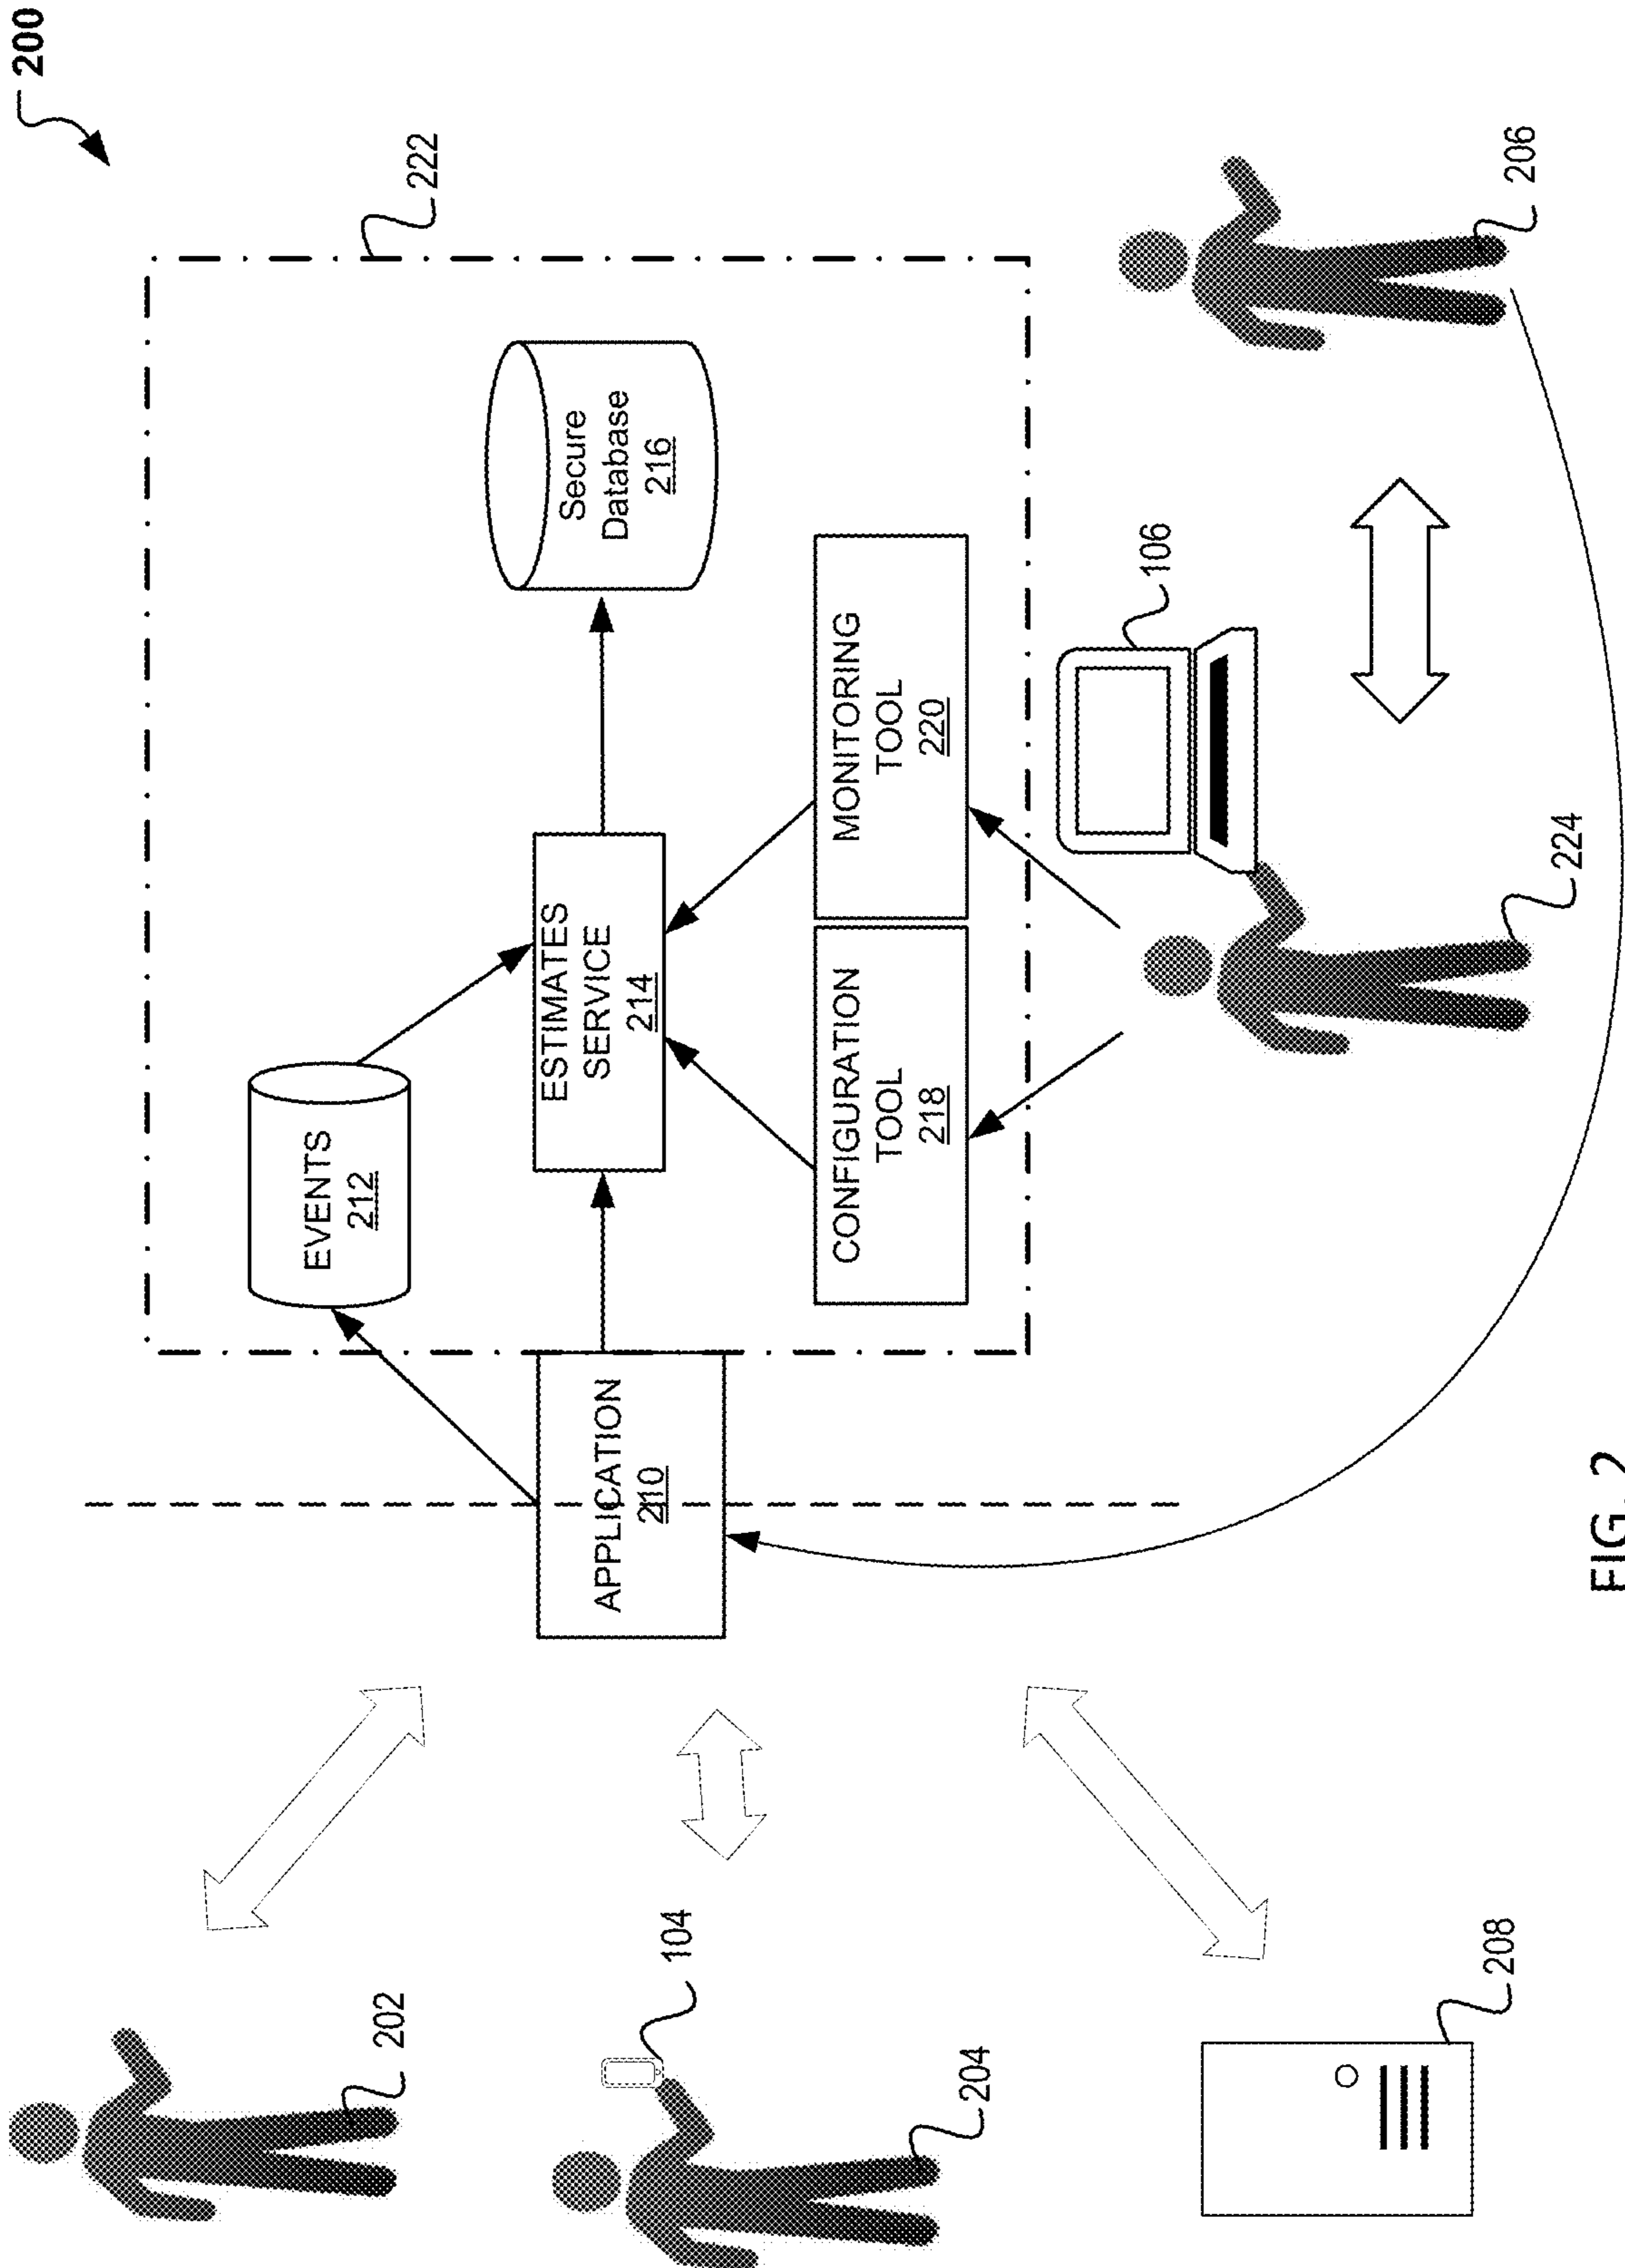 200
222
EVENTS
212
Secure
Database
216
ESTIMATES
SERVICE
214
APPLICATION
210
CONFIGURATION
TOOL
218
MONITORING
TOOL
220
202
104
204
208
106
224
206
FIG. 2